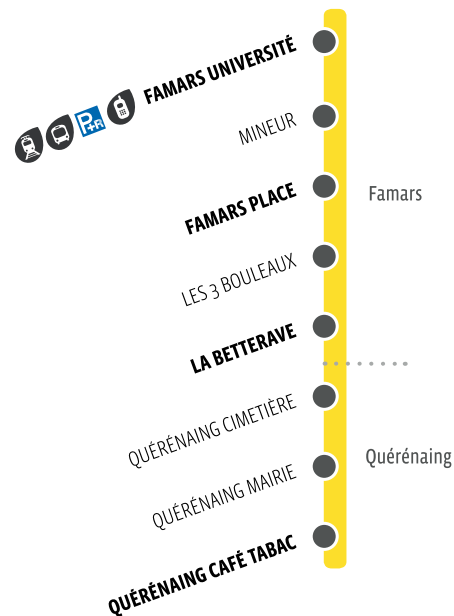 FAMARS UNIVERSITÉ
P+R
MINEUR
FAMARS PLACE
Famars
LES 3 BOULEAUX
LA BETTERAVE
QUÉRÉNAING CIMETIÈRE
Quérénaing
QUÉRÉNAING MAIRIE
QUÉRÉNAING CAFÉ TABAC